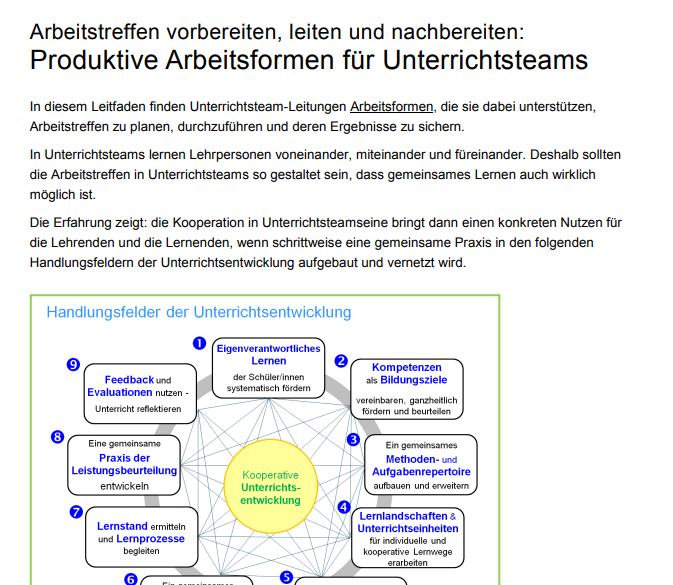 Arbeitstreffen vorbereiten, leiten und nachbereiten:
Produktive Arbeitsformen für Unterrichtsteams
In diesem Leitfaden finden Unterrichtsteam-Leitungen Arbeitsformen, die sie dabei unterstützen,
Arbeitstreffen zu planen, durchzuführen und deren Ergebnisse zu sichern.
In Unterrichtsteams lernen Lehrpersonen voneinander, miteinander und füreinander. Deshalb sollten
die Arbeitstreffen in Unterrichtsteams so gestaltet sein, dass gemeinsames Lernen auch wirklich
möglich ist.
Die Erfahrung zeigt: die Kooperation in Unterrichtsteamseine bringt dann einen konkreten Nutzen für
die Lehrenden und die Lernenden, wenn schrittweise eine gemeinsame Praxis in den folgenden
Handlungsfeldern der Unterrichtsentwicklung aufgebaut und vernetzt wird.
Handlungsfelder der Unterrichtsentwicklung
1
Eigenverantwortliches
Lernen
der Schüler/innen
systematisch fördern
2
Kompetenzen
als Bildungsziele
vereinbaren, ganzheitlich
fördern und beurteilen
3
Ein gemeinsames
Methoden- und
Aufgabenrepertoire
aufbauen und erweitern
4
Lernlandschaften &
Unterrichtseinheiten
für individuelle und
kooperative Lernwege
erarbeiten
5
6
Ein gemeinsames
7
Lernstand ermitteln
und Lernprozesse
begleiten
8
Eine gemeinsame
Praxis der
Leistungsbeurteilung
entwickeln
9
Feedback und
Evaluationen nutzen -
Unterricht reflektieren
Kooperative
Unterrichts-
entwicklung